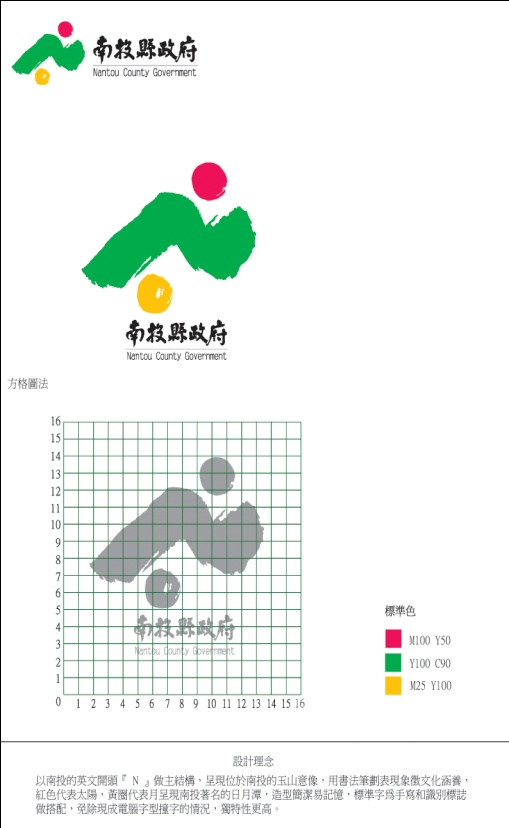 南投縣政府
Nantou County Government
南投縣政府
Nantou County Government
方格圖法
16
15
14
13
12
11
10
9
8
7
6
5
4
3
2
1
0 1 2 3 4 5 6 7 8 9 10 11 12 13 14 15 16
南投縣政府
Nantou County Government
標準色
M100 Y50
Y100 C90
M25 Y100
設計理念
以南投的英文開頭『 N 』做主結構，呈現位於南投的玉山意像，用書法筆劃表現象徵文化涵養，
紅色代表太陽，黃圈代表月呈現南投著名的日月潭，造型簡潔易記憶，標準字爲手寫和識別標誌
做搭配，免除現成電腦字型撞字的情況，獨特性更高。